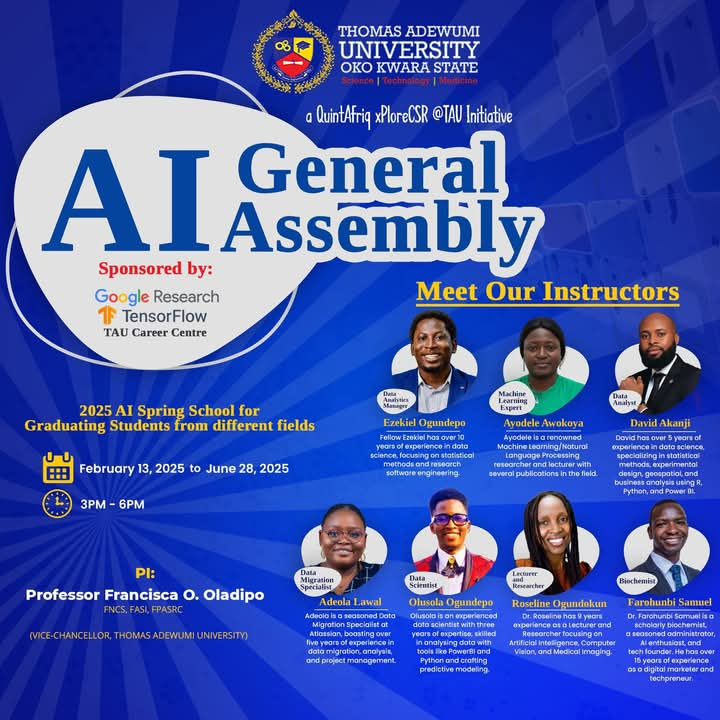 THOMAS ADEWUMI
UNIVERSITY
OKO KWARA STATE
Science | Technology | Medicine
a QuintAfriq xPloreCSR @TAU Initiative
AI General
Assembly
Sponsored by:
Google Research
TensorFlow
TAU Career Centre
2025 AI Spring School for
Graduating Students from different fields
February 13, 2025 to June 28, 2025
3PM - 6PM
PI:
Professor Francisca O. Oladipo
FNCS, FASI, FPASRC
(VICE-CHANCELLOR, THOMAS ADEWUMI UNIVERSITY)
Meet Our Instructors
Data
Analytics
Manager
Ezekiel Ogundepo
Fellow Ezekiel has over 10
years of experience in data
science, focusing on statistical
methods and research
software engineering.
Machine
Learning
Expert
Ayodele Awokoya
Ayodele is a renowned
Machine Learning/Natural
Language Processing
researcher and lecturer with
several publications in the field.
Data
Analyst
David Akanji
David has over 5 years of
experience in data science,
specializing in statistical
methods, experimental
design, geospatial, and
business analysis using R,
Python, and Power BI.
Data
Migration
Specialist
Adeola Lawal
Adeola is a seasoned Data
Migration Specialist at
Atlassian, boasting over
five years of experience in
data migration, analysis,
and project management.
Data
Scientist
Olusola Ogundepo
Olusola is an experienced
data scientist with three
years of expertise, skilled
in analysing data with
tools like PowerBI and
Python and crafting
predictive modeling.
Lecturer
and
Researcher
Roseline Ogundokun
Dr. Roseline has 9 years
experience as a Lecturer and
Researcher focusing on
Artificial Intelligence, Computer
Vision, and Medical Imaging.
Biochemist
Farohunbi Samuel
Dr. Farohunbi Samuel is a
scholarly biochemist,
a seasoned administrator,
AI enthusiast, and
tech founder. He has over
15 years of experience
as a digital marketer and
techpreneur.